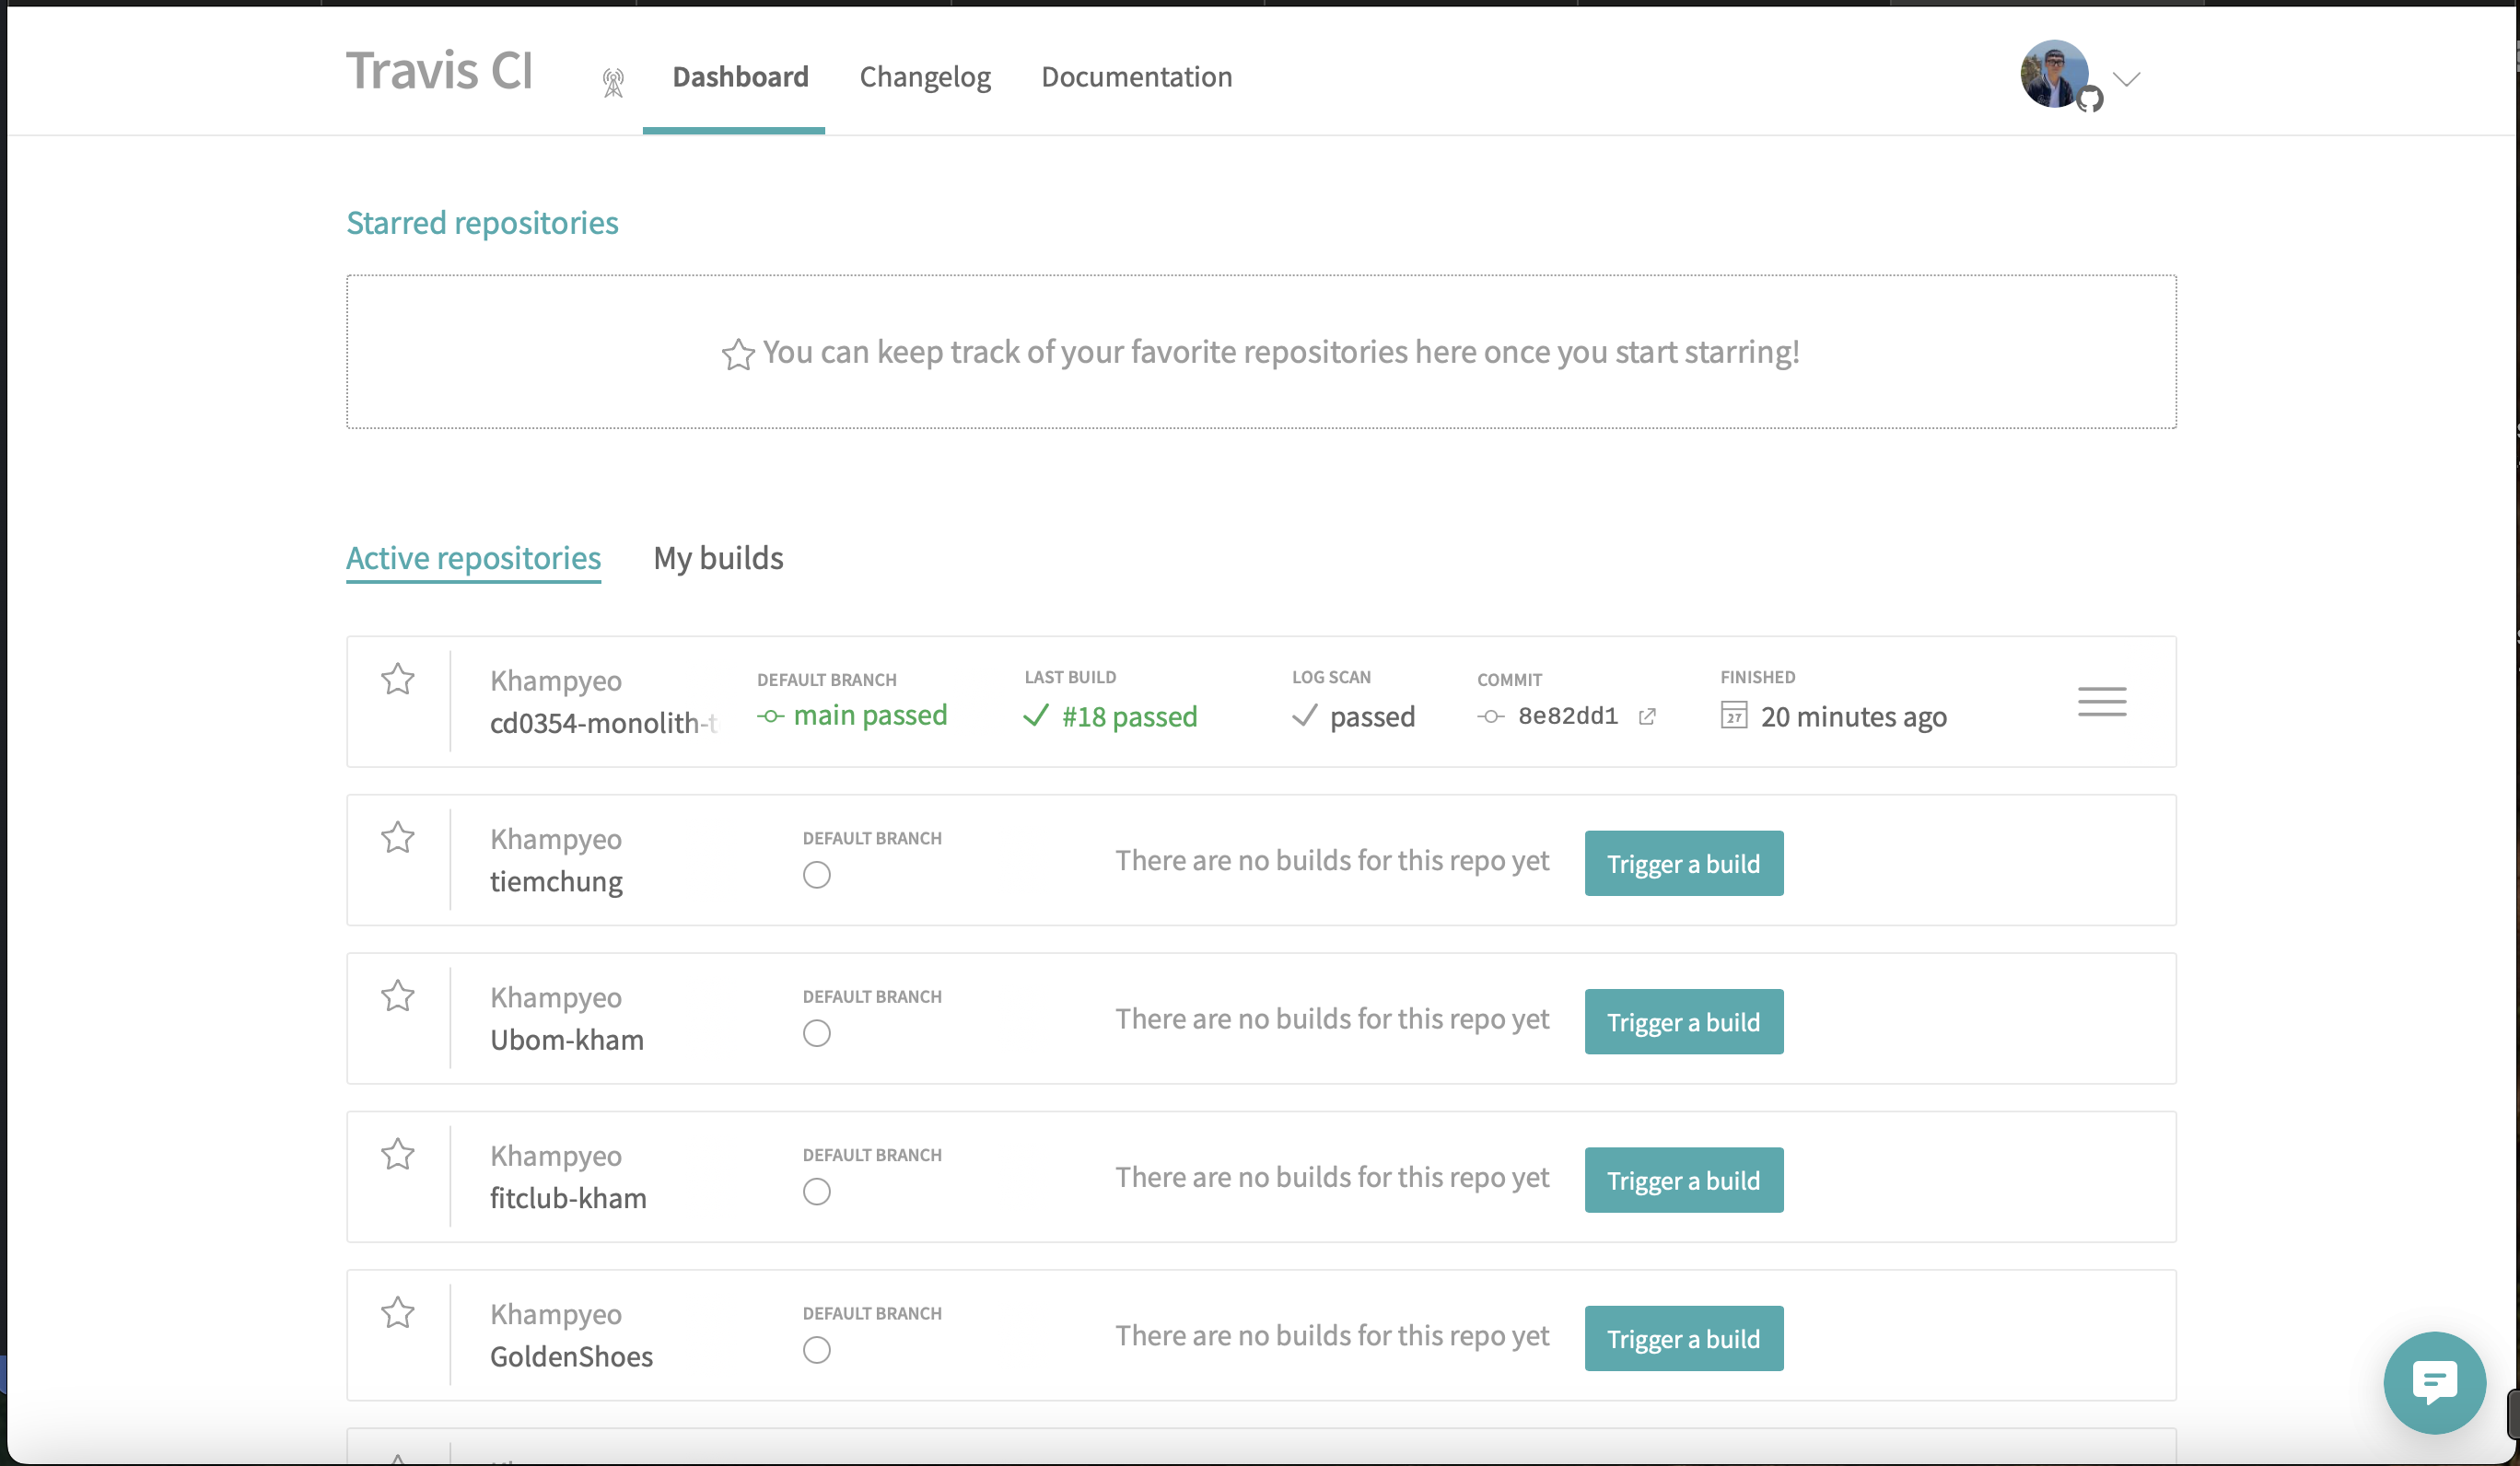 Travis CI
Dashboard
Changelog
Documentation
Starred repositories
You can keep track of your favorite repositories here once you start starring!
Active repositories
My builds
Khampyeo
cd0354-monolith-t
DEFAULT BRANCH
main passed
LAST BUILD
#18 passed
LOG SCAN
passed
COMMIT
8e82dd1
FINISHED
27
20 minutes ago
Khampyeo
tiemchung
DEFAULT BRANCH
There are no builds for this repo yet
Trigger a build
Khampyeo
Ubom-kham
DEFAULT BRANCH
There are no builds for this repo yet
Trigger a build
Khampyeo
fitclub-kham
DEFAULT BRANCH
There are no builds for this repo yet
Trigger a build
Khampyeo
GoldenShoes
DEFAULT BRANCH
There are no builds for this repo yet
Trigger a build